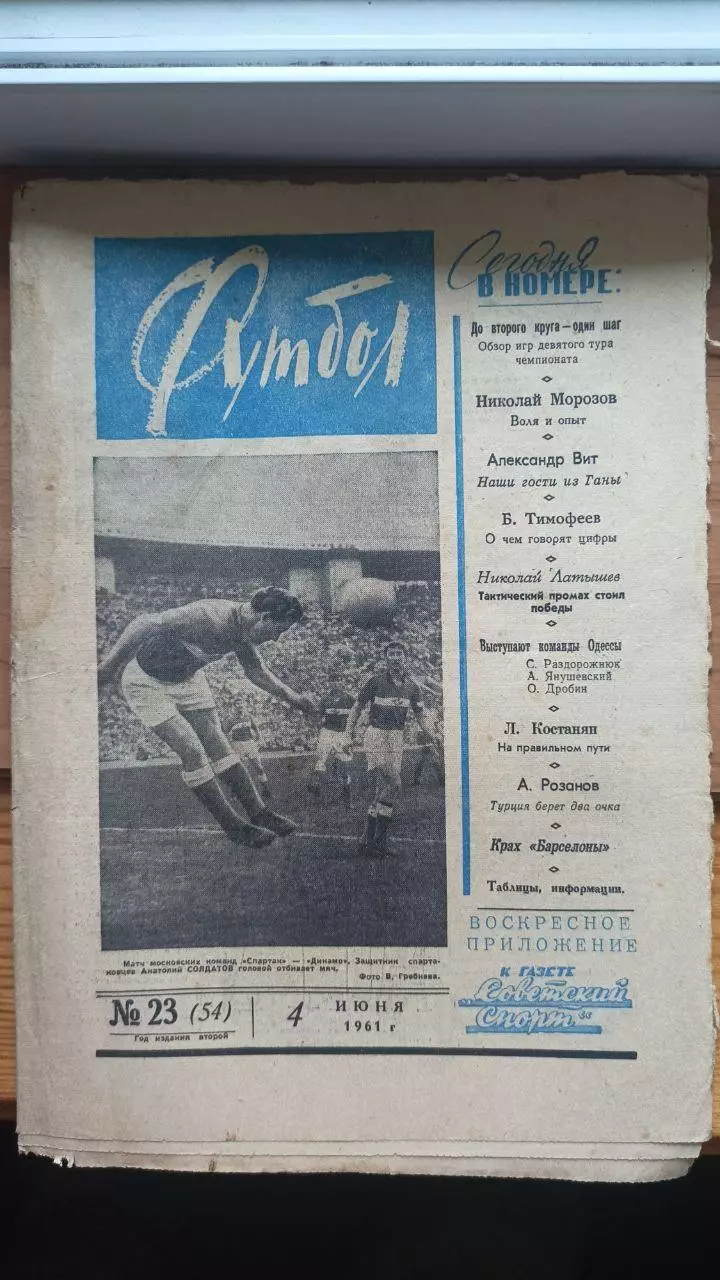 Футбол
Сегодня
В НОМЕРЕ:
До второго круга — один шаг
Обзор игр девятого тура
чемпионата
Николай Морозов
Воля и опыт
Александр Вит
Наши гости из Ганы
Б. Тимофеев
О чем говорят цифры
Николай Латышев
Тактический промах стоил
победы
Выступают команды Одессы
С. Раздорожнюк
А. Янушевский
О. Дробин
Л. Костанян
На правильном пути
А. Розанов
Турция берет два очка
Крах «Барселоны»
Таблицы, информации.
ВОСКРЕСНОЕ
ПРИЛОЖЕНИЕ
К ГАЗЕТЕ
„Советский
Спорт“
Матч московских команд «Спартак» — «Динамо». Защитник спарта-
ковцев Анатолий СОЛДАТОВ головой отбивает мяч.
Фото В. Гребнева.
№ 23 (54)
Год издания второй
4
ИЮНЯ
1961 г